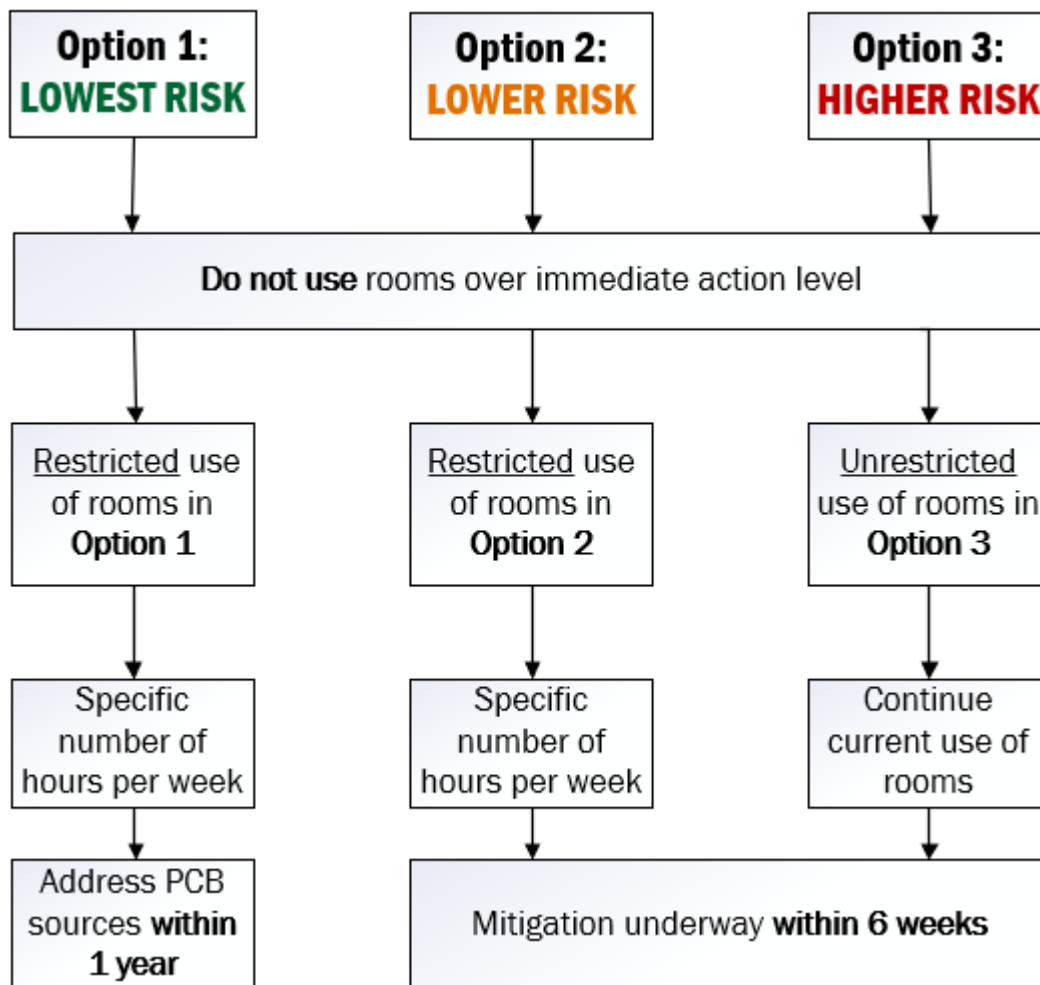 Option 1:
LOWEST RISK
Option 2:
LOWER RISK
Option 3:
HIGHER RISK
Do not use rooms over immediate action level
Restricted use
of rooms in
Option 1
Restricted use
of rooms in
Option 2
Unrestricted
use of rooms in
Option 3
Specific
number of
hours per week
Specific
number of
hours per week
Continue
current use of
rooms
Address PCB
sources within
1 year
Mitigation underway within 6 weeks